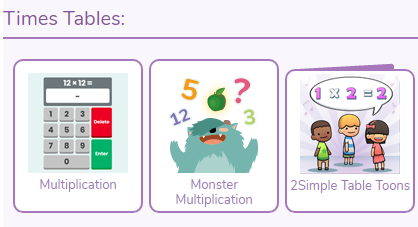 Times Tables:
12 × 12 =
-
1 2 3 Delete
4 5 6
7 8 9 Enter
0
Multiplication
5 ?
12 3
Monster
Multiplication
1 × 2 = 2
2Simple Table Toons